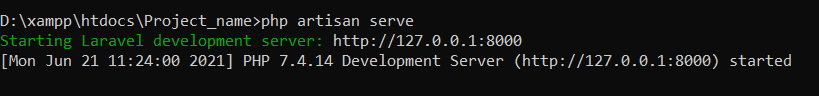 D:\xampp\htdocs\Project_name>php artisan serve
Starting Laravel development server: http://127.0.0.1:8000
[Mon Jun 21 11:24:00 2021] PHP 7.4.14 Development Server (http://127.0.0.1:8000) started